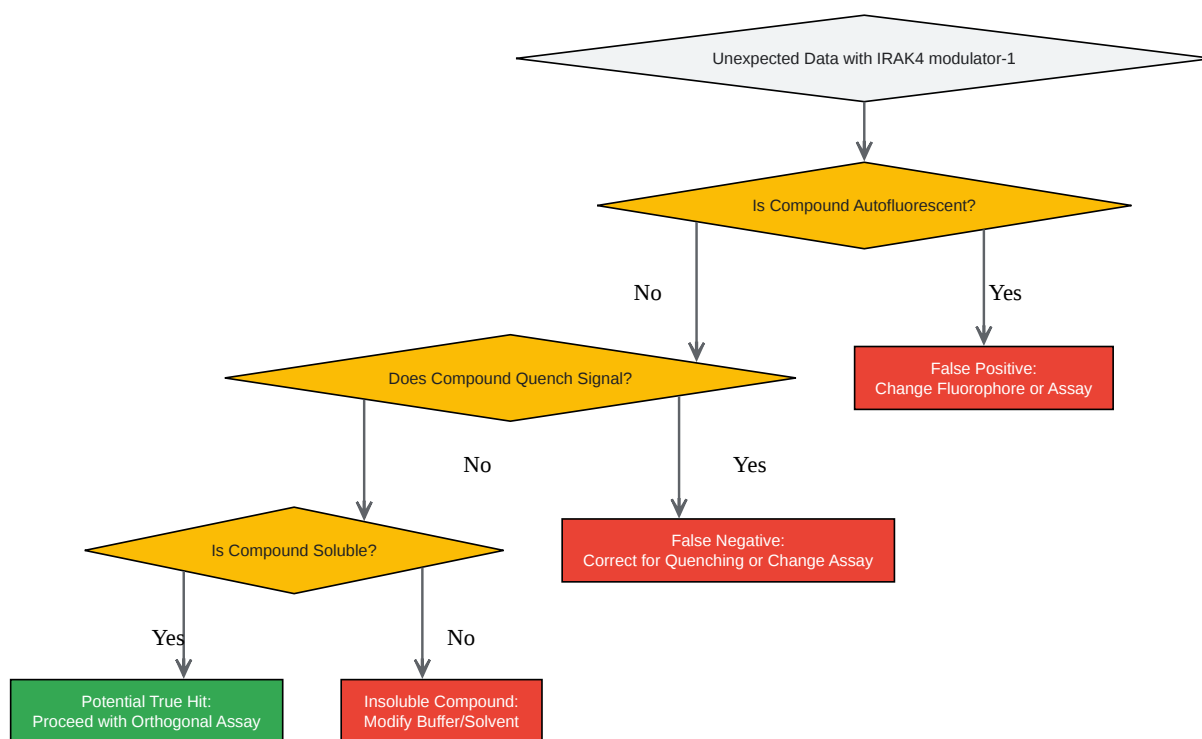 Unexpected Data with IRAK4 modulator-1
Is Compound Autofluorescent?
No
Yes
Does Compound Quench Signal?
False Positive:
Change Fluorophore or Assay
No
Yes
Is Compound Soluble?
False Negative:
Correct for Quenching or Change Assay
Yes
No
Potential True Hit:
Proceed with Orthogonal Assay
Insoluble Compound:
Modify Buffer/Solvent